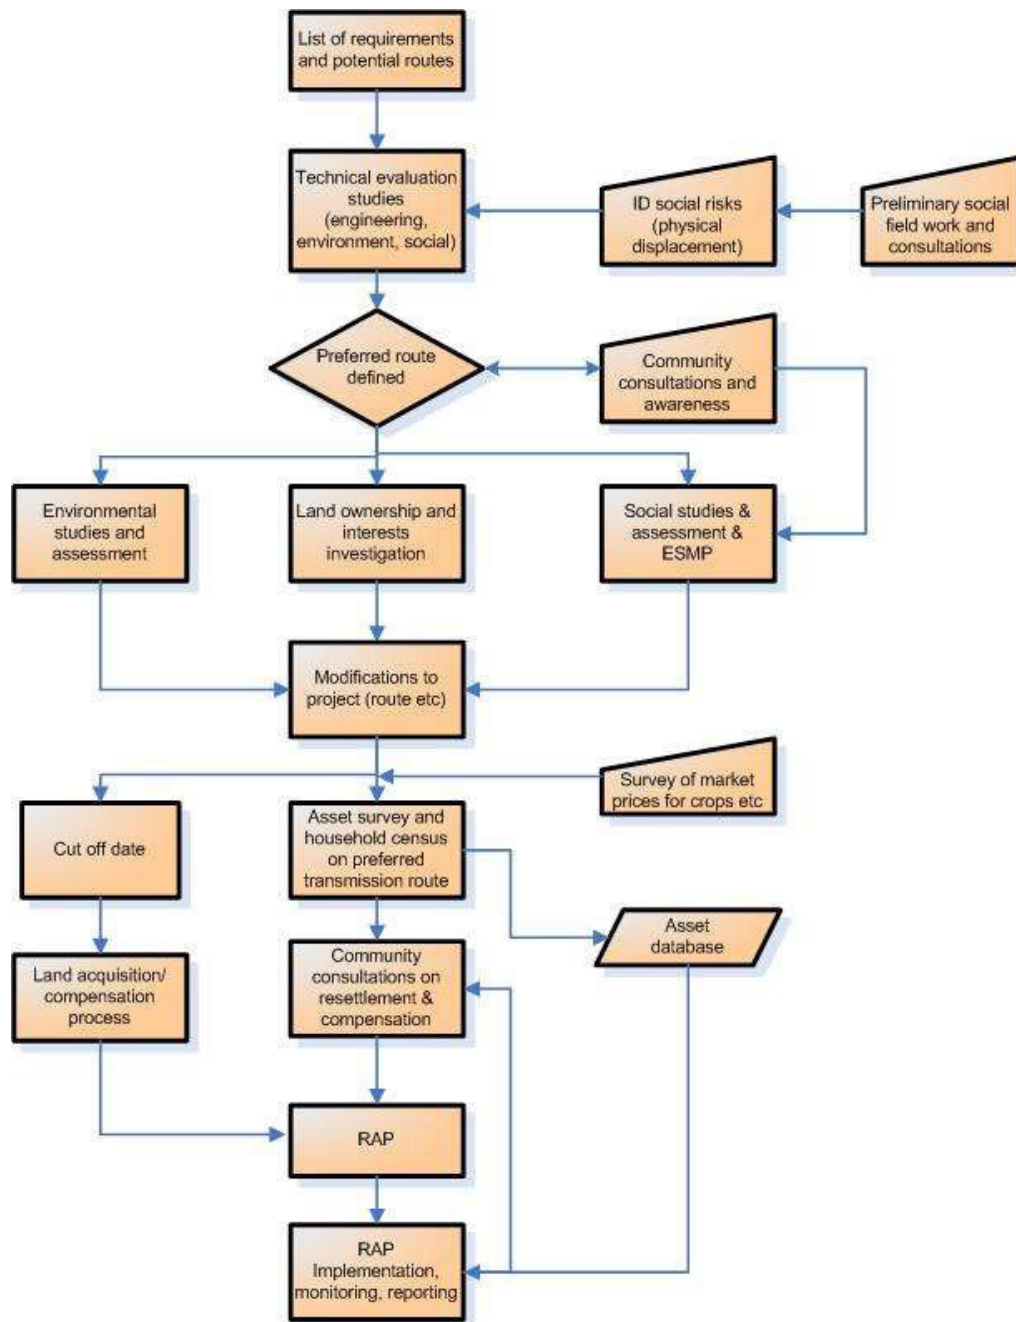 List of requirements
and potential routes
Technical evaluation
studies
(engineering,
environment, social)
ID social risks
(physical
displacement)
Preliminary social
field work and
consultations
Preferred route
defined
Community
consultations and
awareness
Environmental
studies and
assessment
Land ownership and
interests
investigation
Social studies &
assessment &
ESMP
Modifications to
project (route etc)
Survey of market
prices for crops etc
Cut off date
Asset survey and
household census
on preferred
transmission route
Asset
database
Land acquisition/
compensation
process
Community
consultations on
resettlement &
compensation
RAP
RAP
Implementation,
monitoring, reporting